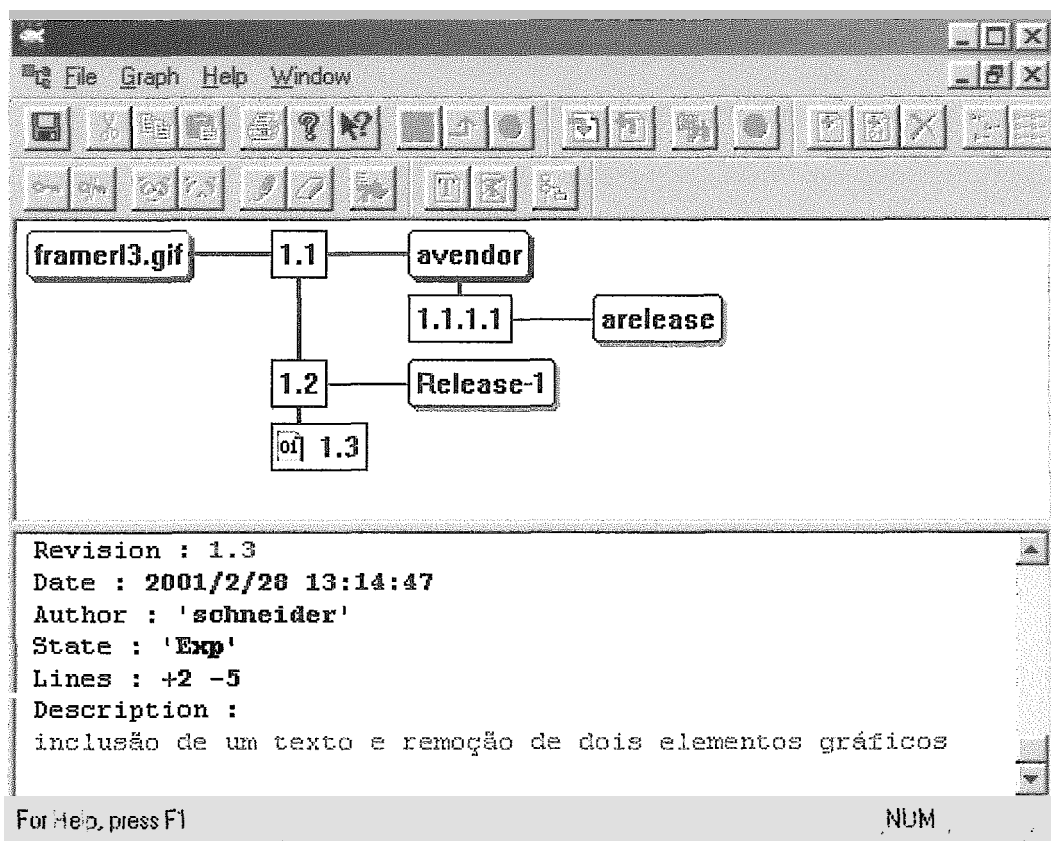 File Graph Help Window
framerl3.gif 1.1 avendor
1.1.1.1 arelease
1.2 Release-1
01 1.3
Revision : 1.3
Date : 2001/2/28 13:14:47
Author : 'schneider'
State : 'Exp'
Lines : +2 -5
Description :
inclusão de um texto e remoção de dois elementos gráficos
For Help, press F1 NUM